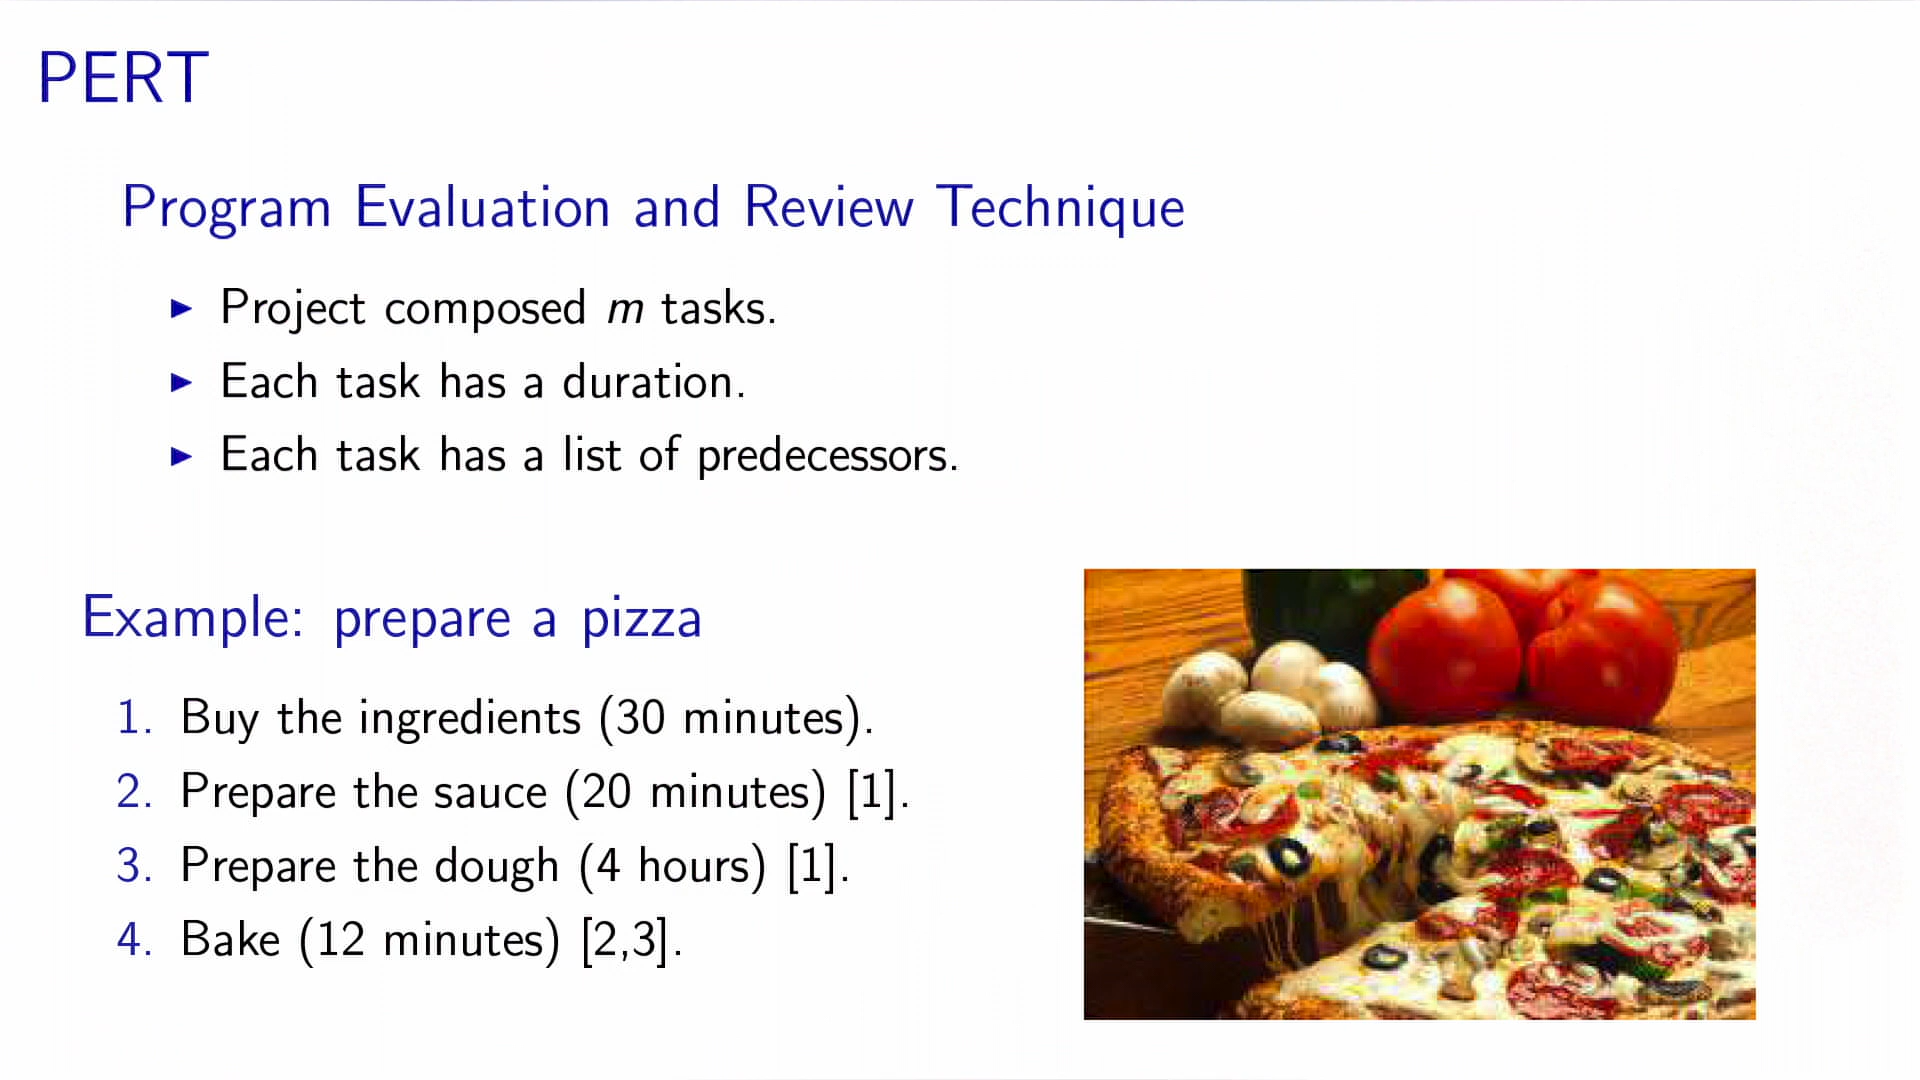 PERT
Program Evaluation and Review Technique
▶ Project composed m tasks.
▶ Each task has a duration.
▶ Each task has a list of predecessors.
Example: prepare a pizza
1. Buy the ingredients (30 minutes).
2. Prepare the sauce (20 minutes) [1].
3. Prepare the dough (4 hours) [1].
4. Bake (12 minutes) [2,3].